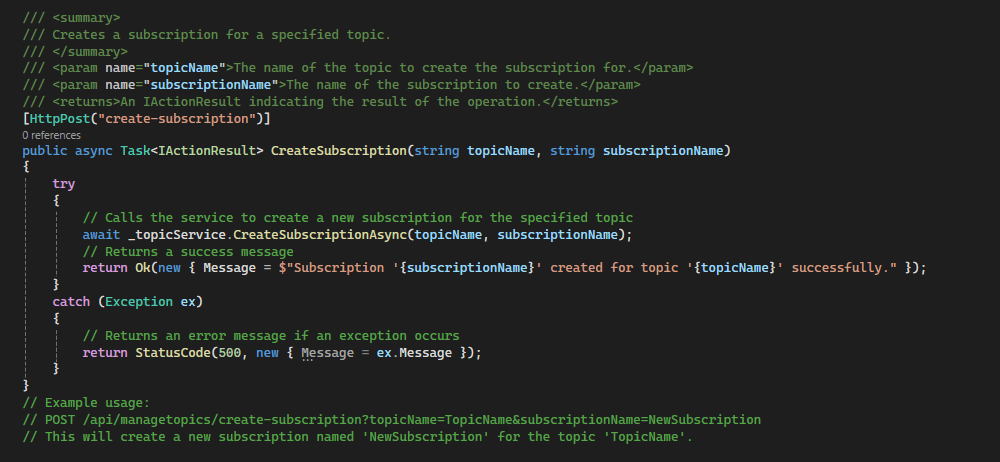 /// <summary>
/// Creates a subscription for a specified topic.
/// </summary>
/// <param name="topicName">The name of the topic to create the subscription for.</param>
/// <param name="subscriptionName">The name of the subscription to create.</param>
/// <returns>An IActionResult indicating the result of the operation.</returns>
[HttpPost("create-subscription")]
0 references
public async Task<IActionResult> CreateSubscription(string topicName, string subscriptionName)
{
    try
    {
        // Calls the service to create a new subscription for the specified topic
        await _topicService.CreateSubscriptionAsync(topicName, subscriptionName);
        // Returns a success message
        return Ok(new { Message = $"Subscription '{subscriptionName}' created for topic '{topicName}' successfully." });
    }
    catch (Exception ex)
    {
        // Returns an error message if an exception occurs
        return StatusCode(500, new { Message = ex.Message });
    }
}
// Example usage:
// POST /api/managetopics/create-subscription?topicName=TopicName&subscriptionName=NewSubscription
// This will create a new subscription named 'NewSubscription' for the topic 'TopicName'.